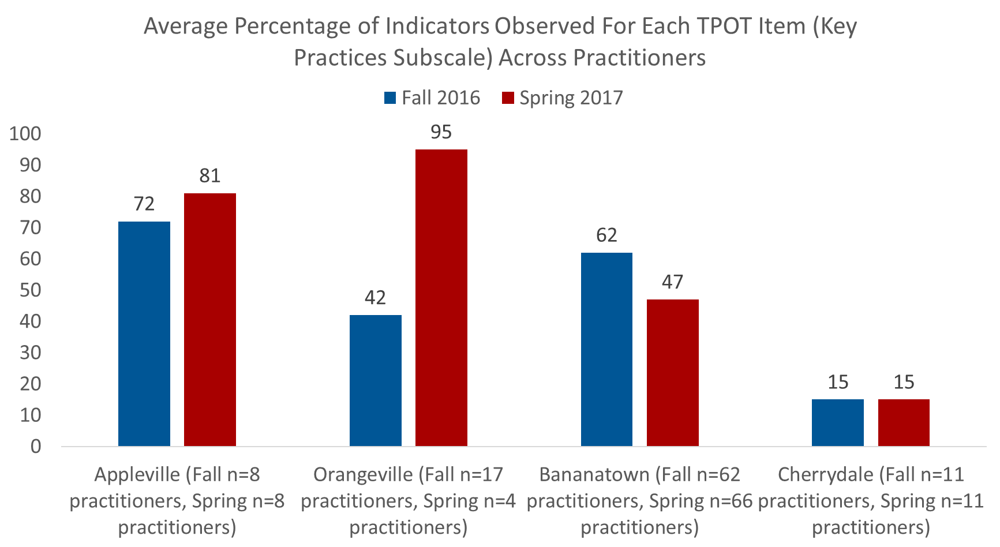 Average Percentage of Indicators Observed For Each TPOT Item (Key
Practices Subscale) Across Practitioners
Fall 2016 Spring 2017
100
90
80
70
60
50
40
30
20
10
0
72
81
42
95
62
47
15
15
Appleville (Fall n=8
practitioners, Spring n=8
practitioners)
Orangeville (Fall n=17
practitioners, Spring n=4
practitioners)
Bananatown (Fall n=62
practitioners, Spring n=66
practitioners)
Cherrydale (Fall n=11
practitioners, Spring n=11
practitioners)